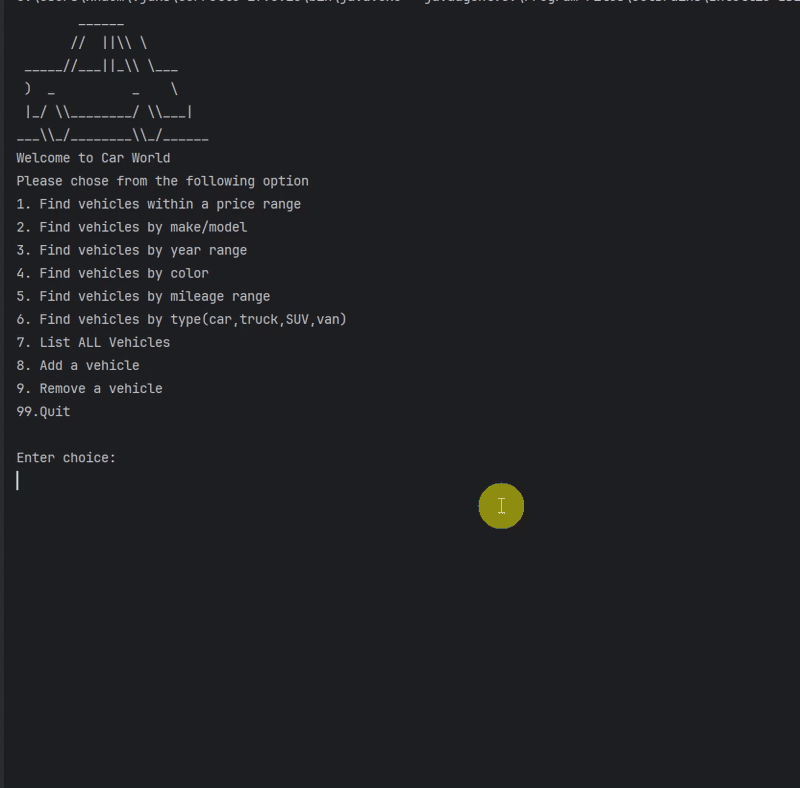 ______
//  ||\\ \
_____//___||_\\ \___
)  _          _    \
|_/ \\________/ \\___|
___\\_/________\\_/______
Welcome to Car World
Please chose from the following option
1. Find vehicles within a price range
2. Find vehicles by make/model
3. Find vehicles by year range
4. Find vehicles by color
5. Find vehicles by mileage range
6. Find vehicles by type(car,truck,SUV,van)
7. List ALL Vehicles
8. Add a vehicle
9. Remove a vehicle
99.Quit
Enter choice: